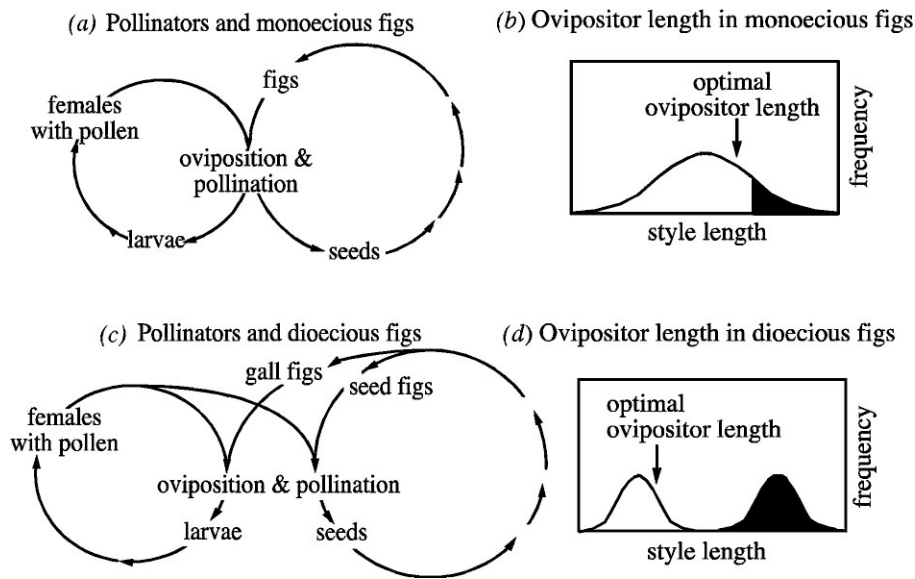 (a) Pollinators and monoecious figs
figs
females
with pollen
oviposition &
pollination
larvae
seeds
(b) Ovipositor length in monoecious figs
optimal
ovipositor length
frequency
style length
(c) Pollinators and dioecious figs
gall figs
seed figs
females
with pollen
oviposition & pollination
larvae
seeds
(d) Ovipositor length in dioecious figs
optimal
ovipositor length
frequency
style length